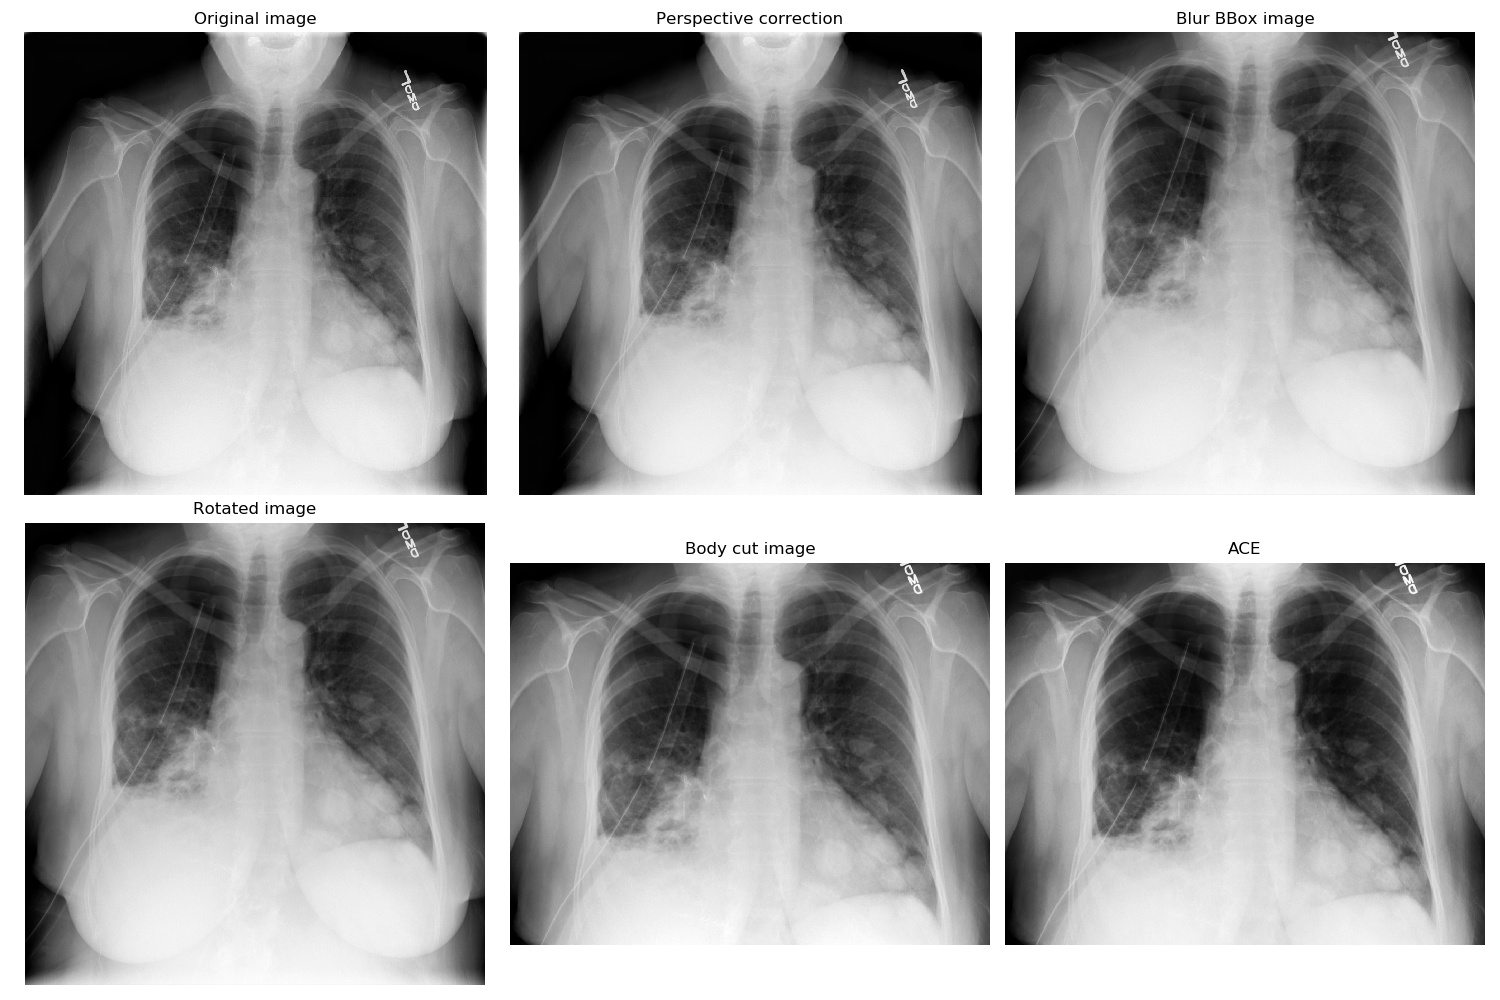 Original image
Perspective correction
Blur BBox image
Rotated image
Body cut image
ACE